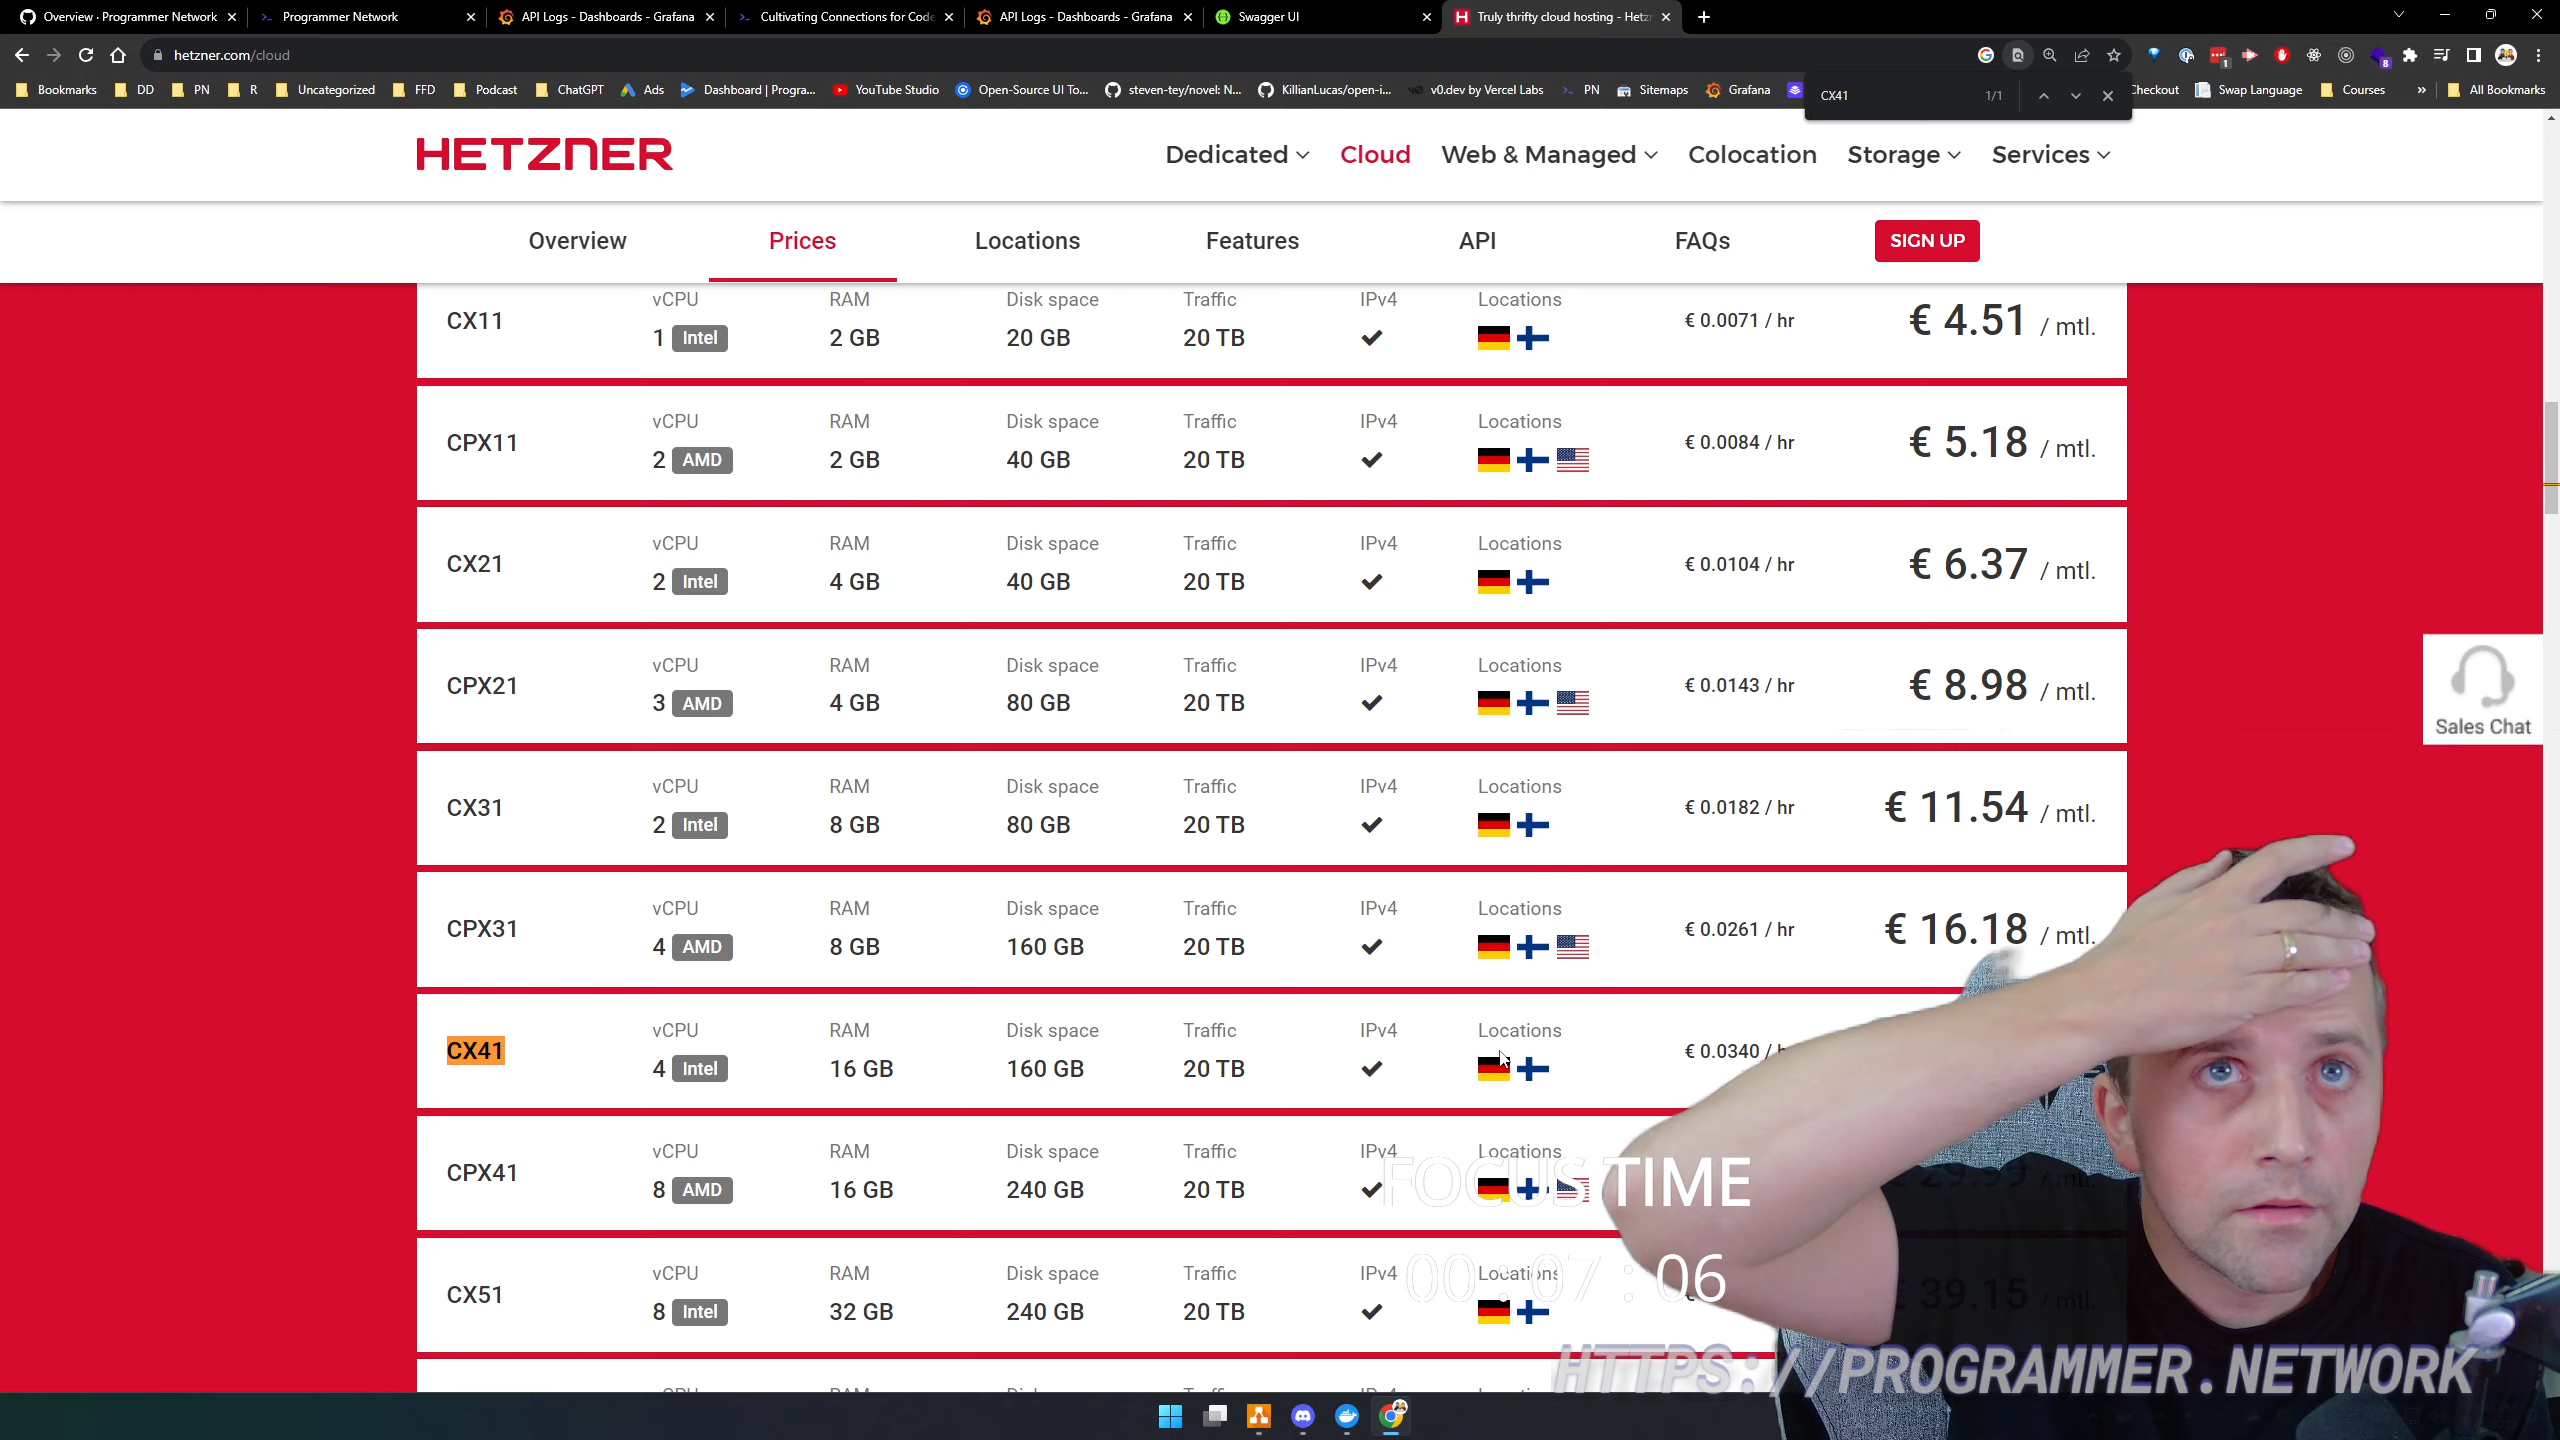 Overview · Programmer Network
Programmer Network
API Logs - Dashboards - Grafana
Cultivating Connections for Code
API Logs - Dashboards - Grafana
Swagger UI
Truly thrifty cloud hosting - Hetz
hetzner.com/cloud
Bookmarks DD PN R Uncategorized FFD Podcast ChatGPT Ads Dashboard | Progra... YouTube Studio Open-Source UI To... steven-tey/novel: N... KillianLucas/open-i... v0.dev by Vercel Labs PN Sitemaps Grafana Checkout Swap Language Courses » All Bookmarks
CX41 1/1
HETZNER
Dedicated Cloud Web & Managed Colocation Storage Services
Overview Prices Locations Features API FAQs SIGN UP
vCPU RAM Disk space Traffic IPv4 Locations
CX11 € 0.0071 / hr € 4.51 / mtl.
1 Intel 2 GB 20 GB 20 TB
vCPU RAM Disk space Traffic IPv4 Locations
CPX11 € 0.0084 / hr € 5.18 / mtl.
2 AMD 2 GB 40 GB 20 TB
vCPU RAM Disk space Traffic IPv4 Locations
CX21 € 0.0104 / hr € 6.37 / mtl.
2 Intel 4 GB 40 GB 20 TB
vCPU RAM Disk space Traffic IPv4 Locations
CPX21 € 0.0143 / hr € 8.98 / mtl.
3 AMD 4 GB 80 GB 20 TB
Sales Chat
vCPU RAM Disk space Traffic IPv4 Locations
CX31 € 0.0182 / hr € 11.54 / mtl.
2 Intel 8 GB 80 GB 20 TB
vCPU RAM Disk space Traffic IPv4 Locations
CPX31 € 0.0261 / hr € 16.18 / mtl.
4 AMD 8 GB 160 GB 20 TB
vCPU RAM Disk space Traffic IPv4 Locations
CX41 € 0.0340 / h
4 Intel 16 GB 160 GB 20 TB
vCPU RAM Disk space Traffic IPv4 Locations
CPX41 29.99 / mtl.
8 AMD 16 GB 240 GB 20 TB
FOCUS TIME
vCPU RAM Disk space Traffic IPv4 Locations
CX51 € 39.15 / mtl.
8 Intel 32 GB 240 GB 20 TB
00 : 07 : 06
HTTPS://PROGRAMMER.NETWORK